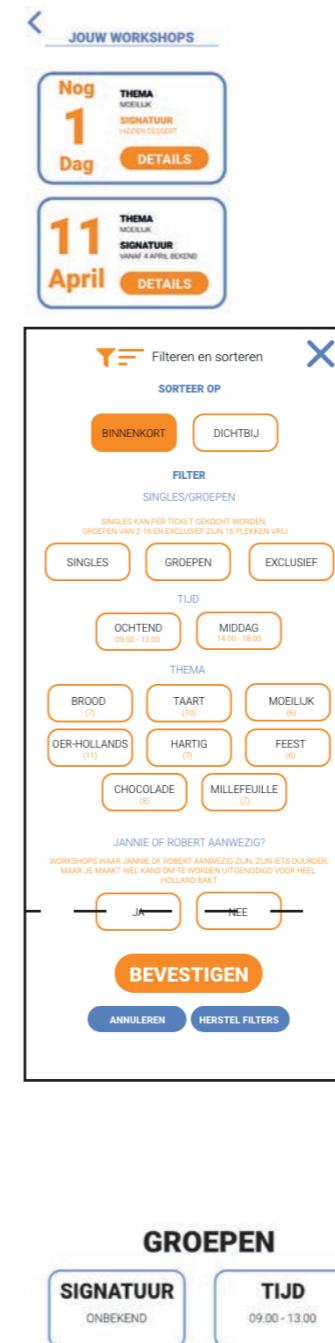 JOUW WORKSHOPS
Nog
1
Dag
THEMA
MOEILIJK
SIGNATUUR
HIDDEN DESSERT
DETAILS
11
April
THEMA
MOEILIJK
SIGNATUUR
VANAF 4 APRIL BEKEND
DETAILS
Filteren en sorteren
SORTEER OP
BINNENKORT DICHTBIJ
FILTER
SINGLES/GROEPEN
SINGLES KAN PER TICKET GEKOCHT WORDEN,
GROEPEN VAN 2-16 EN EXCLUSIEF ZIJN 16 PLEKKEN VRIJ
SINGLES GROEPEN EXCLUSIEF
TIJD
OCHTEND MIDDAG
09.00 - 13.00 14.00 - 18.00
THEMA
BROOD TAART MOEILIJK
(7) (10) (6)
OER-HOLLANDS HARTIG FEEST
(11) (7) (6)
CHOCOLADE MILLEFEUILLE
(8) (7)
JANNIE OF ROBERT AANWEZIG?
WORKSHOPS WAAR JANNIE OF ROBERT AANWEZIG ZIJN, ZIJN IETS DUURDER,
MAAR JE MAAKT WEL KANS OM TE WORDEN UITGENODIGD VOOR HEEL
HOLLAND BAKT
JA NEE
BEVESTIGEN
ANNULEREN HERSTEL FILTERS
GROEPEN
SIGNATUUR TIJD
ONBEKEND 09.00 - 13.00